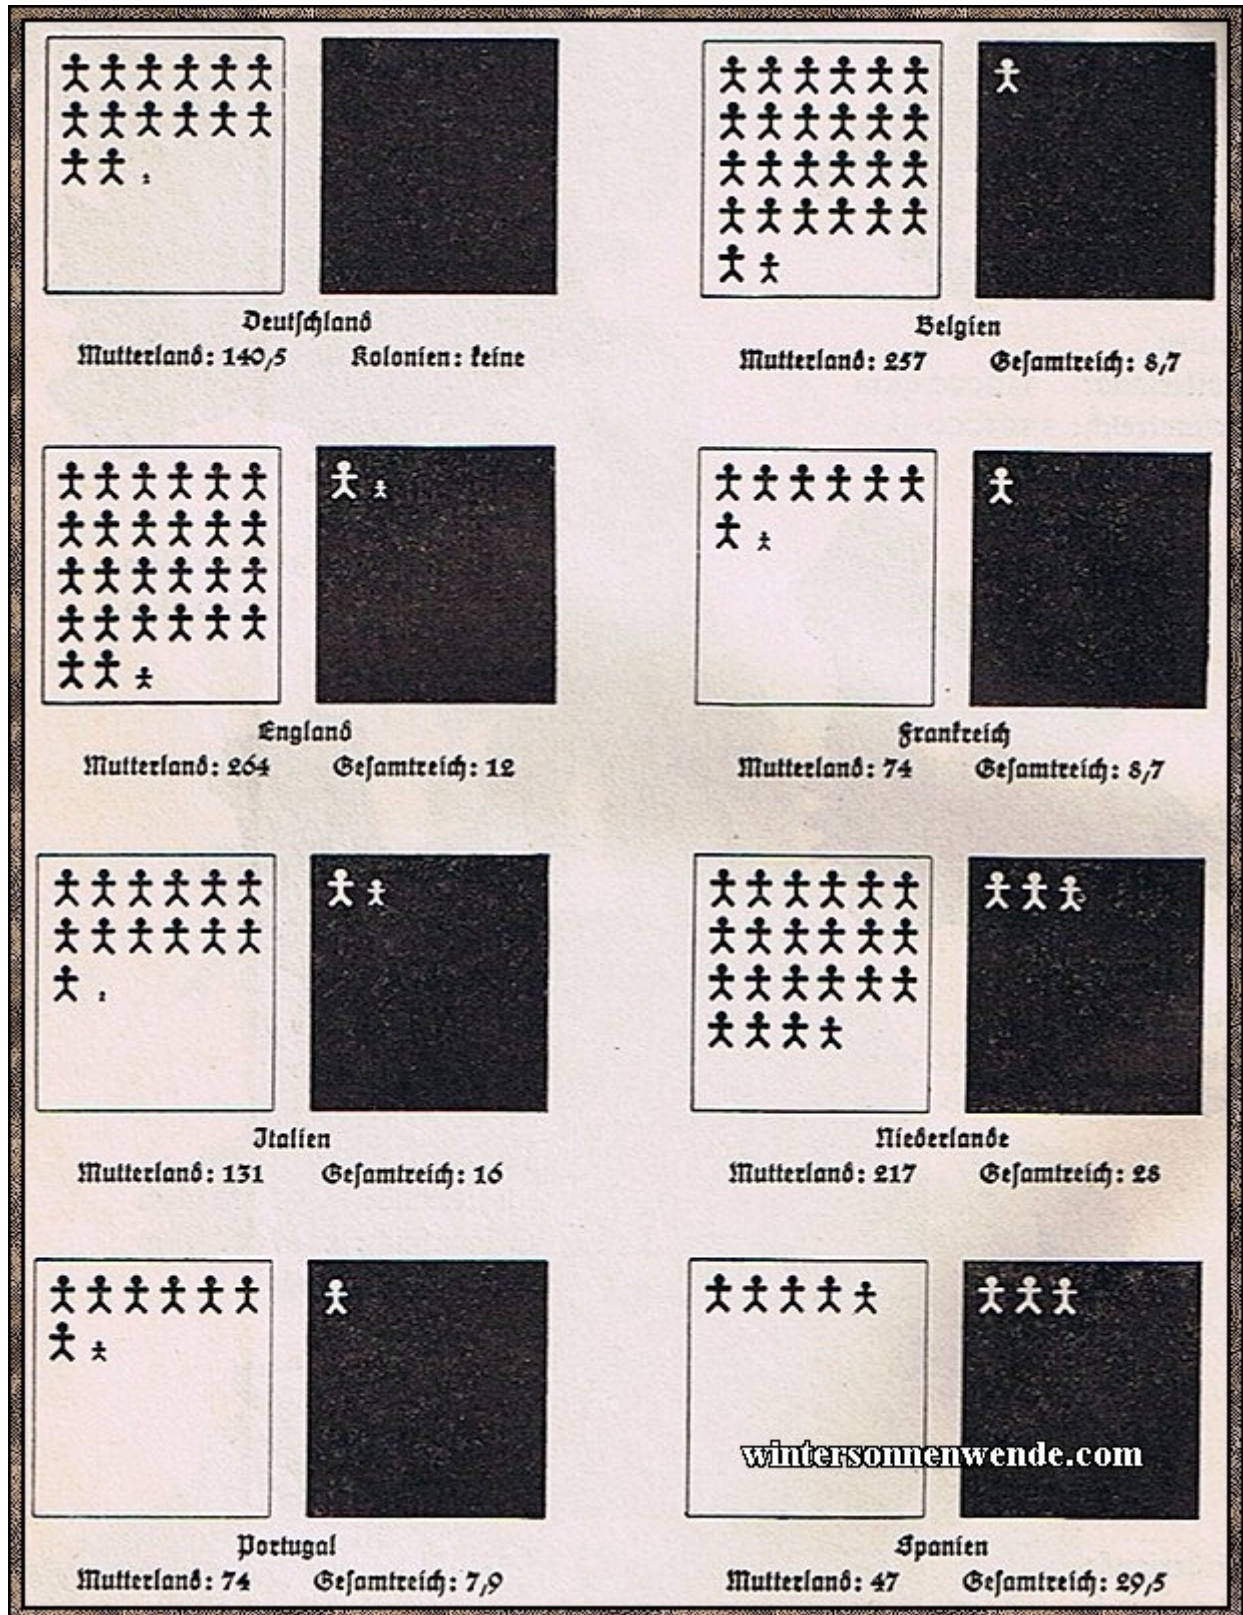 Deutschland
Mutterland: 140,5 Kolonien: keine
Belgien
Mutterland: 257 Gesamtreich: 8,7
England
Mutterland: 264 Gesamtreich: 12
Frankreich
Mutterland: 74 Gesamtreich: 8,7
Italien
Mutterland: 131 Gesamtreich: 16
Niederlande
Mutterland: 217 Gesamtreich: 28
Portugal
Mutterland: 74 Gesamtreich: 7,9
wintersonnenwende.com
Spanien
Mutterland: 47 Gesamtreich: 29,5